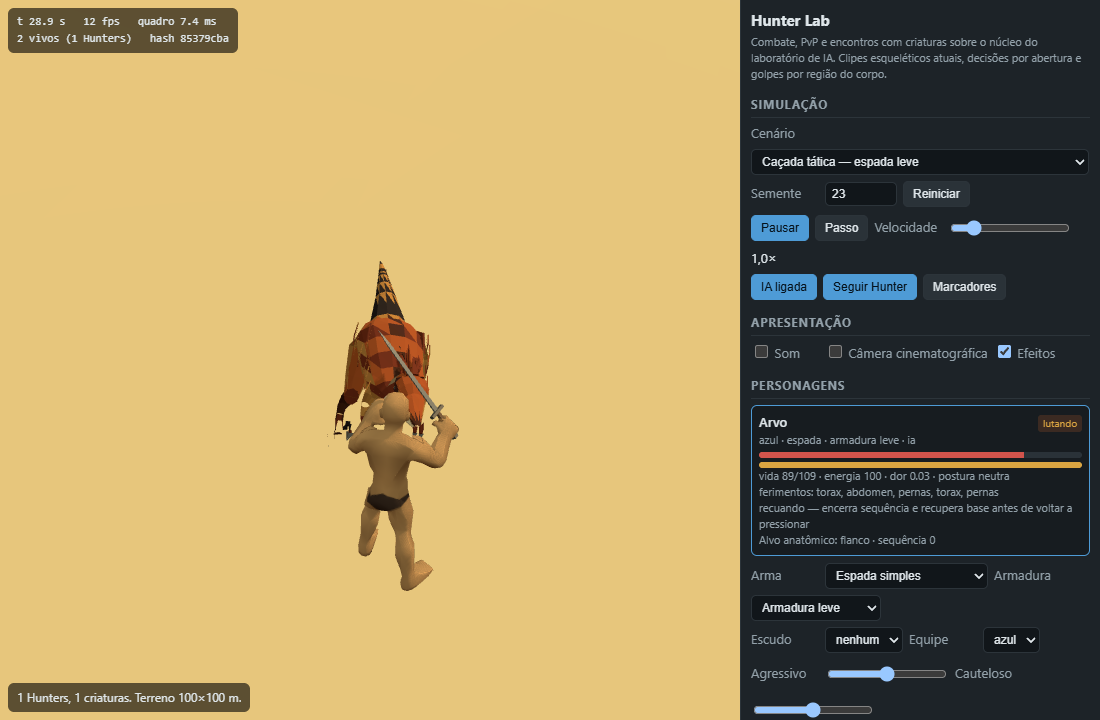 t 28.9 s   12 fps   quadro 7.4 ms
2 vivos (1 Hunters)   hash 85379cba
1 Hunters, 1 criaturas. Terreno 100×100 m.
Hunter Lab
Combate, PvP e encontros com criaturas sobre o núcleo do
laboratório de IA. Clipes esqueléticos atuais, decisões por abertura e
golpes por região do corpo.
SIMULAÇÃO
Cenário
Caçada tática — espada leve
Semente 23 Reiniciar
Pausar Passo Velocidade
1,0×
IA ligada Seguir Hunter Marcadores
APRESENTAÇÃO
Som Câmera cinematográfica Efeitos
PERSONAGENS
Arvo lutando
azul · espada · armadura leve · ia
vida 89/109 · energia 100 · dor 0.03 · postura neutra
ferimentos: torax, abdomen, pernas, torax, pernas
recuando — encerra sequência e recupera base antes de voltar a
pressionar
Alvo anatômico: flanco · sequência 0
Arma Espada simples Armadura
Armadura leve
Escudo nenhum Equipe azul
Agressivo Cauteloso